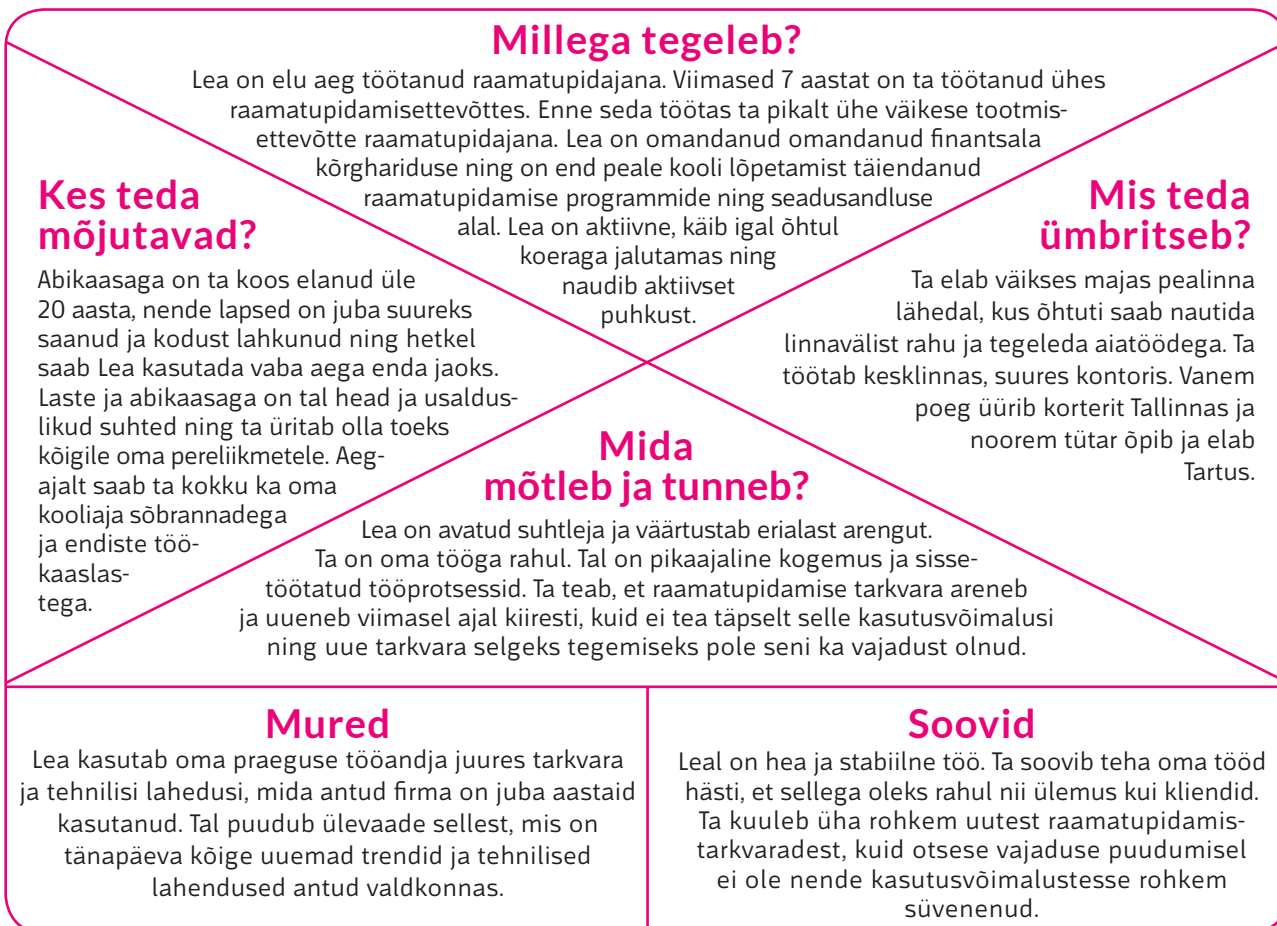 Millega tegeleb?
Lea on elu aeg töötanud raamatupidajana. Viimased 7 aastat on ta töötanud ühes
raamatupidamisettevõttes. Enne seda töötas ta pikalt ühe väikese tootmis-
ettevõtte raamatupidajana. Lea on omandanud omandanud finantsala
kõrghariduse ning on end peale kooli lõpetamist täiendanud
raamatupidamise programmide ning seadusandluse
alal. Lea on aktiivne, käib igal õhtul
koeraga jalutamas ning
naudib aktiivset
puhkust.
Kes teda
mõjutavad?
Abikaasaga on ta koos elanud üle
20 aasta, nende lapsed on juba suureks
saanud ja kodust lahkunud ning hetkel
saab Lea kasutada vaba aega enda jaoks.
Laste ja abikaasaga on tal head ja usaldus-
likud suhted ning ta üritab olla toeks
kõigile oma pereliikmetele. Aeg-
ajalt saab ta kokku ka oma
kooliaja sõbrannadega
ja endiste töö-
kaaslas-
tega.
Mis teda
ümbritseb?
Ta elab väikses majas pealinna
lähedal, kus õhtuti saab nautida
linnavälist rahu ja tegeleda aiatöödega. Ta
töötab kesklinnas, suures kontoris. Vanem
poeg üürib korterit Tallinnas ja
noorem tütar õpib ja elab
Tartus.
Mida
mõtleb ja tunneb?
Lea on avatud suhtleja ja väärtustab erialast arengut.
Ta on oma tööga rahul. Tal on pikaajaline kogemus ja sisse-
töötatud tööprotsessid. Ta teab, et raamatupidamise tarkvara areneb
ja uueneb viimasel ajal kiiresti, kuid ei tea täpselt selle kasutusvõimalusi
ning uue tarkvara selgeks tegemiseks pole seni ka vajadust olnud.
Mured
Lea kasutab oma praeguse tööandja juures tarkvara
ja tehnilisi lahedusi, mida antud firma on juba aastaid
kasutanud. Tal puudub ülevaade sellest, mis on
tänapäeva kõige uuemad trendid ja tehnilised
lahendused antud valdkonnas.
Soovid
Leal on hea ja stabiilne töö. Ta soovib teha oma tööd
hästi, et sellega oleks rahul nii ülemus kui kliendid.
Ta kuuleb üha rohkem uutest raamatupidamis-
tarkvaradest, kuid otsese vajaduse puudumisel
ei ole nende kasutusvõimalustesse rohkem
süvenenud.